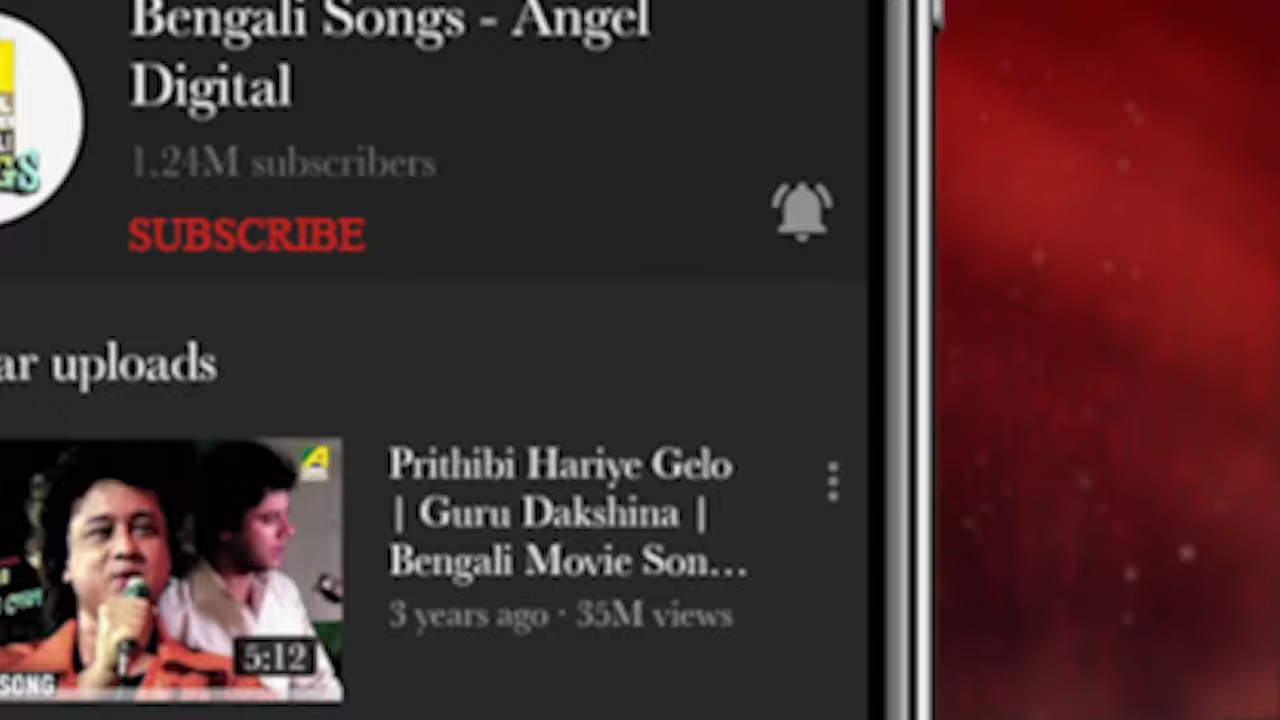 Bengali Songs - Angel
Digital
1.24M subscribers
SUBSCRIBE
ar uploads
Prithibi Hariye Gelo
| Guru Dakshina |
Bengali Movie Son...
3 years ago · 35M views
5:12
SONG